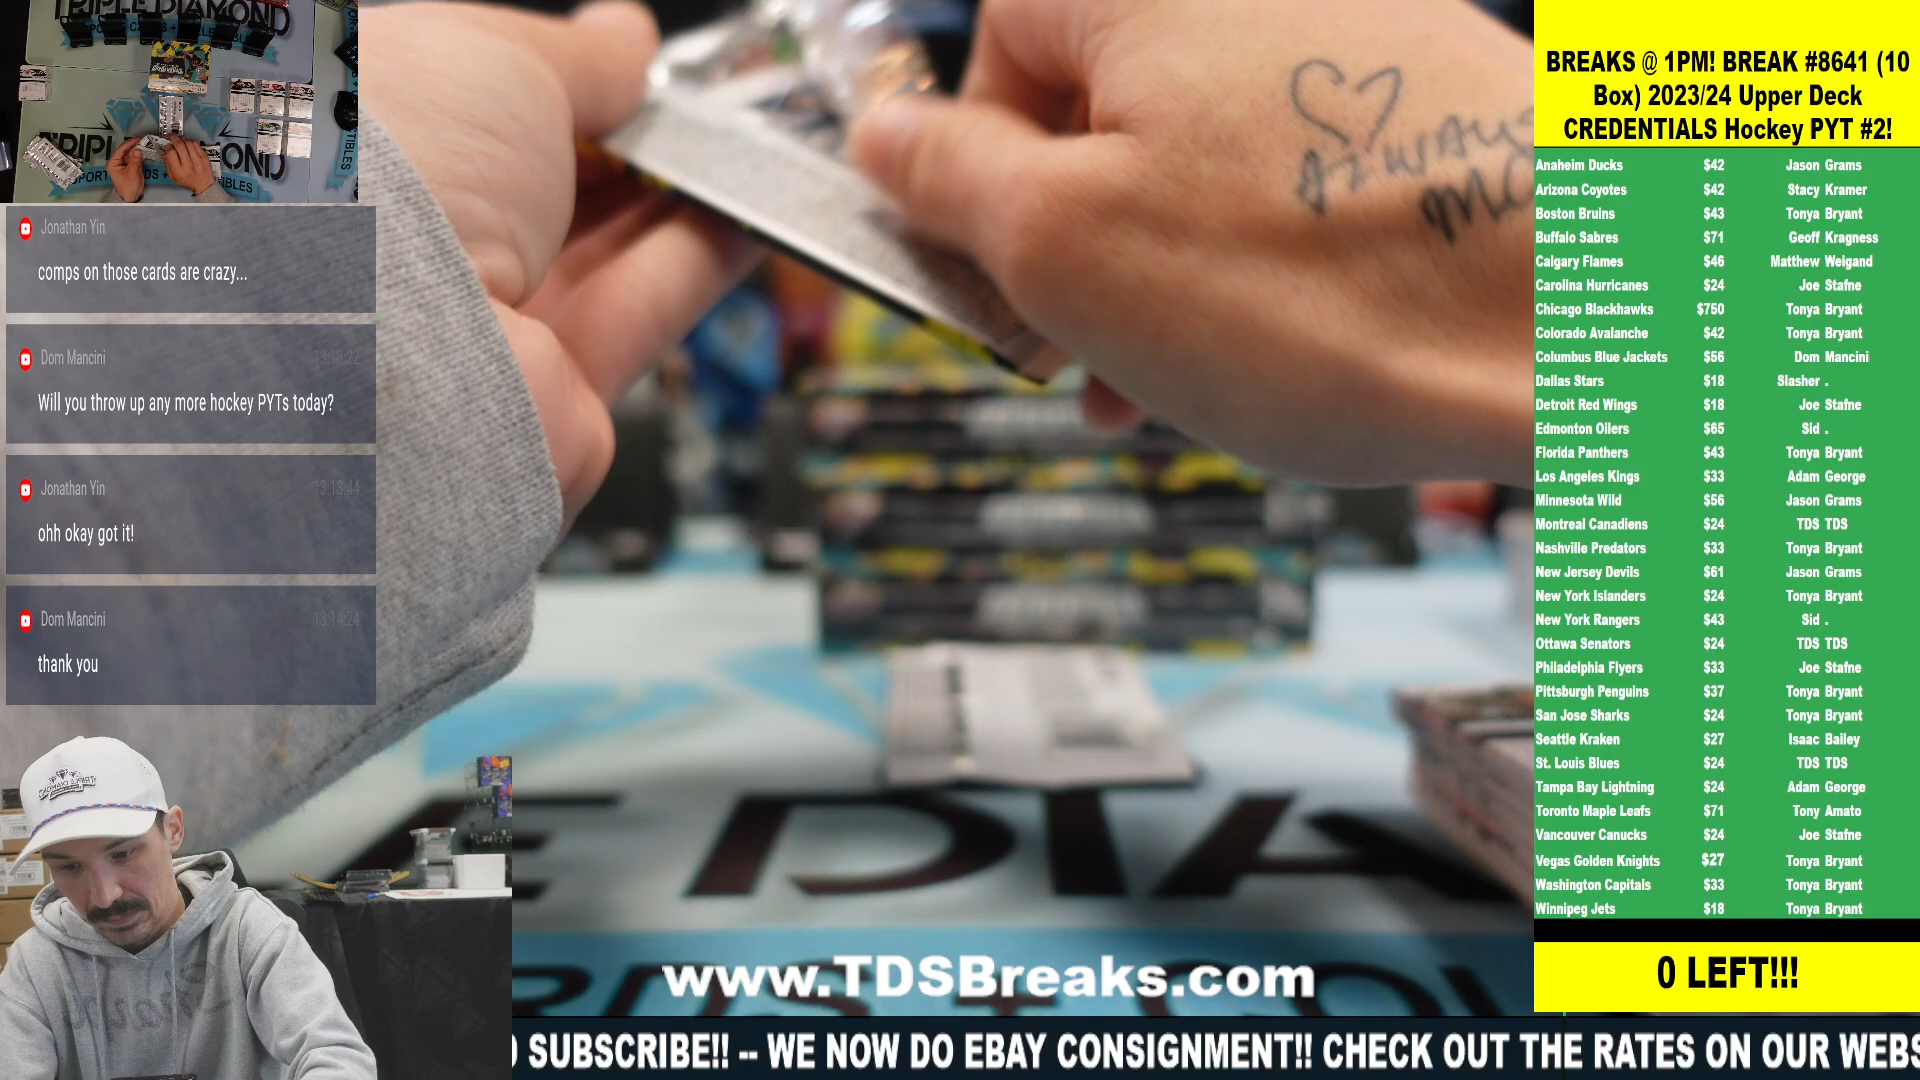 TRIPLE DIAMOND
TRIPLE DIAMOND
Jonathan Yin
comps on those cards are crazy...
Dom Mancini 13:13:22
Will you throw up any more hockey PYTs today?
Jonathan Yin 13:13:44
ohh okay got it!
Dom Mancini 13:14:24
thank you
ALWAYS
E DIA
www.TDSBreaks.com
SUBSCRIBE!! -- WE NOW DO EBAY CONSIGNMENT!! CHECK OUT THE RATES ON OUR WEBS
BREAKS @ 1PM! BREAK #8641 (10
Box) 2023/24 Upper Deck
CREDENTIALS Hockey PYT #2!
Anaheim Ducks $42 Jason Grams
Arizona Coyotes $42 Stacy Kramer
Boston Bruins $43 Tonya Bryant
Buffalo Sabres $71 Geoff Kragness
Calgary Flames $46 Matthew Weigand
Carolina Hurricanes $24 Joe Stafne
Chicago Blackhawks $750 Tonya Bryant
Colorado Avalanche $42 Tonya Bryant
Columbus Blue Jackets $56 Dom Mancini
Dallas Stars $18 Slasher .
Detroit Red Wings $18 Joe Stafne
Edmonton Oilers $65 Sid .
Florida Panthers $43 Tonya Bryant
Los Angeles Kings $33 Adam George
Minnesota Wild $56 Jason Grams
Montreal Canadiens $24 TDS TDS
Nashville Predators $33 Tonya Bryant
New Jersey Devils $61 Jason Grams
New York Islanders $24 Tonya Bryant
New York Rangers $43 Sid .
Ottawa Senators $24 TDS TDS
Philadelphia Flyers $33 Joe Stafne
Pittsburgh Penguins $37 Tonya Bryant
San Jose Sharks $24 Tonya Bryant
Seattle Kraken $27 Isaac Bailey
St. Louis Blues $24 TDS TDS
Tampa Bay Lightning $24 Adam George
Toronto Maple Leafs $71 Tony Amato
Vancouver Canucks $24 Joe Stafne
Vegas Golden Knights $27 Tonya Bryant
Washington Capitals $33 Tonya Bryant
Winnipeg Jets $18 Tonya Bryant
0 LEFT!!!